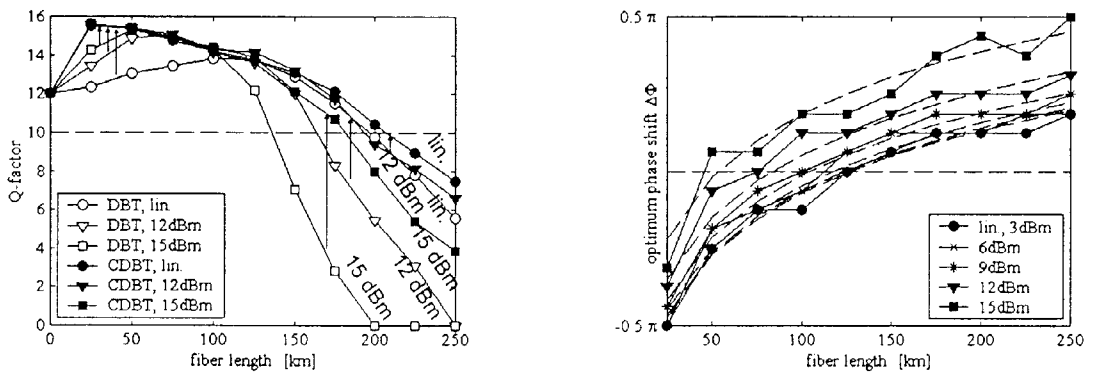 16
14
12
10
8
6
4
2
0
Q-factor
0
50
100
150
200
250
fiber length [km]
DBT, lin.
DBT, 12dBm
DBT, 15dBm
CDBT, lin.
CDBT, 12dBm
CDBT, 15dBm
lin.
12 dBm
lin.
15 dBm
12 dBm
15 dBm
0.5 π
-0.5 π
optimum phase shift ΔΦ
50
100
150
200
250
fiber length [km]
lin., 3dBm
6dBm
9dBm
12dBm
15dBm